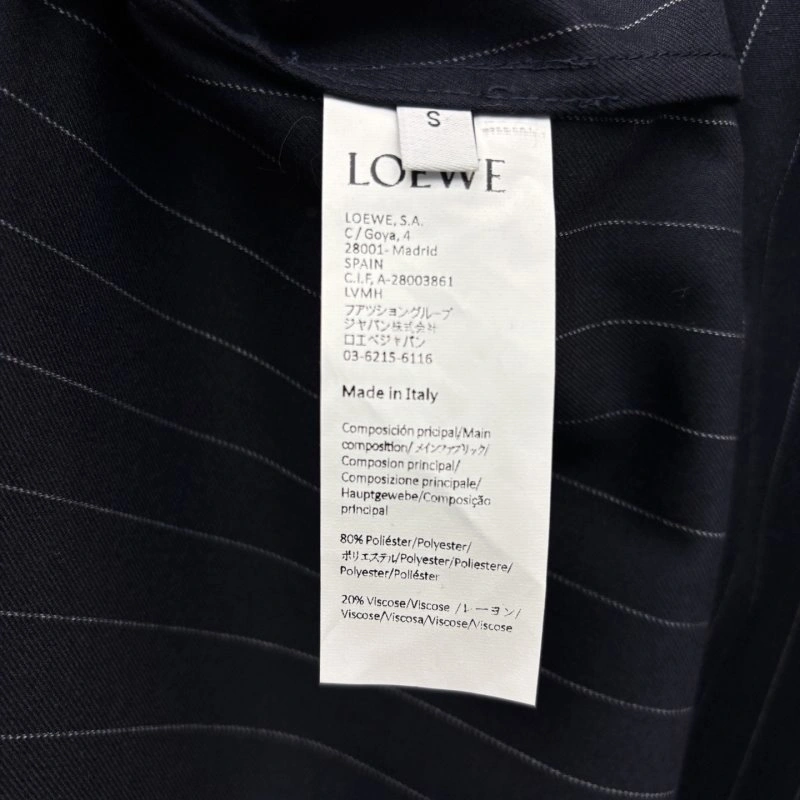 S
LOEWE
LOEWE, S.A.
C/Goya, 4
28001- Madrid
SPAIN
C.I.F, A-28003861
LVMH
フアツショングループ
ジヤパン株式会社
ロエベジャパン
03-6215-6116
Made in Italy
Composición pricipal/Main
composition/メインファブリック/
Composion principal/
Composizione principale/
Hauptgewebe/Composição
principal
80% Poliéster/Polyester/
ポリエステル/Polyester/Poliestere/
Polyester/Poliéster
20% Viscose/Viscose /レーヨン/
Viscose/Viscosa/Viscose/Viscose